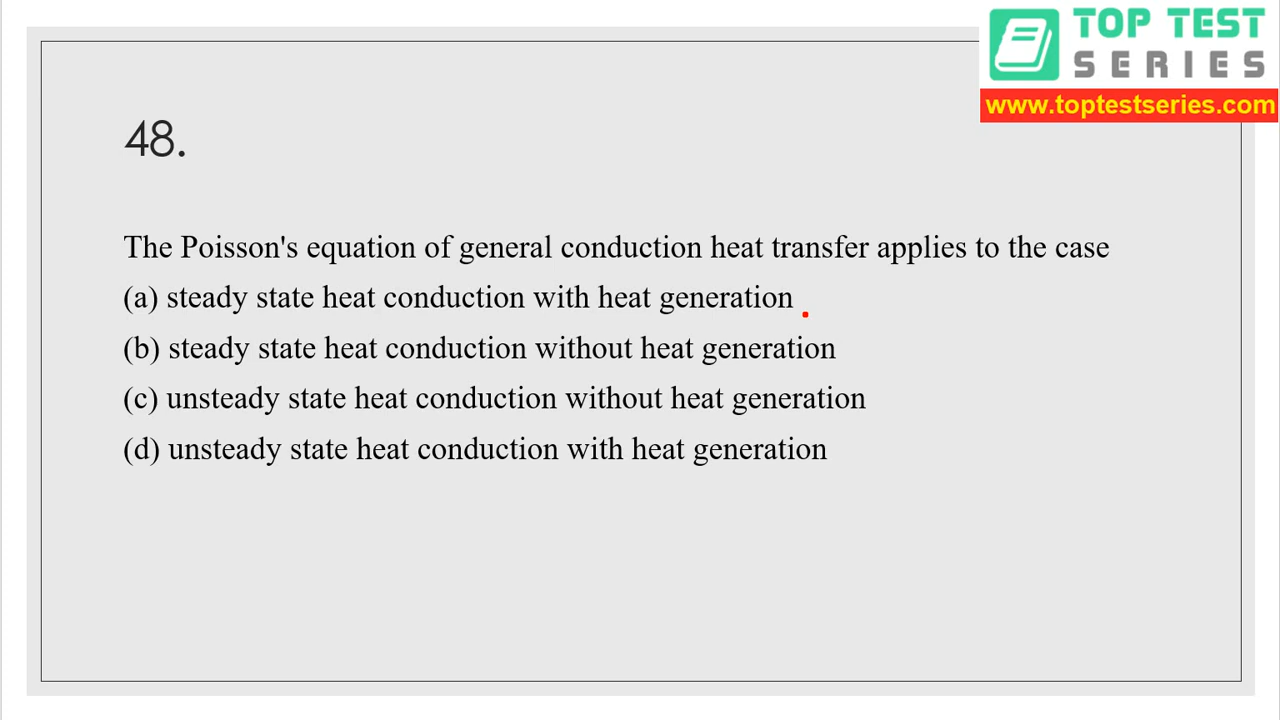 TOP TEST
SERIES
www.toptestseries.com
48.
The Poisson's equation of general conduction heat transfer applies to the case
(a) steady state heat conduction with heat generation
(b) steady state heat conduction without heat generation
(c) unsteady state heat conduction without heat generation
(d) unsteady state heat conduction with heat generation